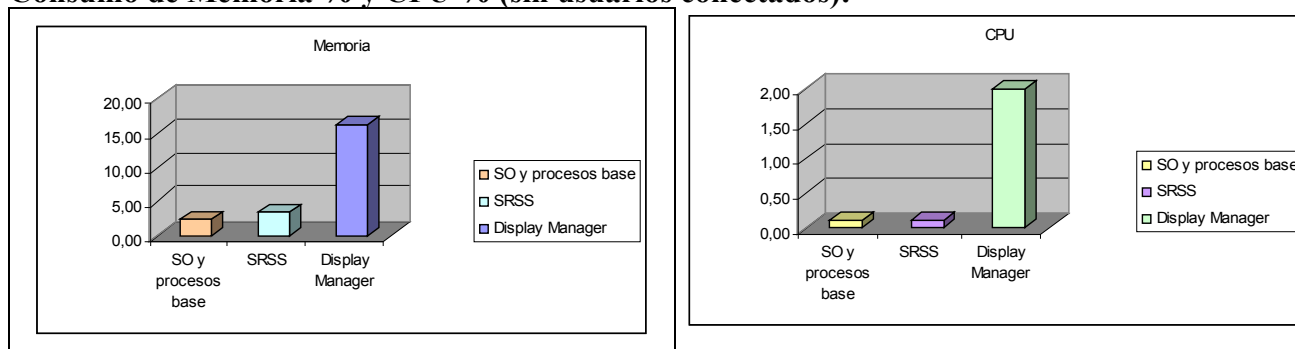 Consumo de Memoria % y CPU % (sin usuarios conectados):
Memoria
20,00
15,00
10,00
5,00
0,00
SO y
procesos
base
SRSS
Display
Manager
SO y procesos base
SRSS
Display Manager
CPU
2,00
1,50
1,00
0,50
0,00
SO y
procesos
base
SRSS
Display
Manager
SO y procesos base
SRSS
Display Manager